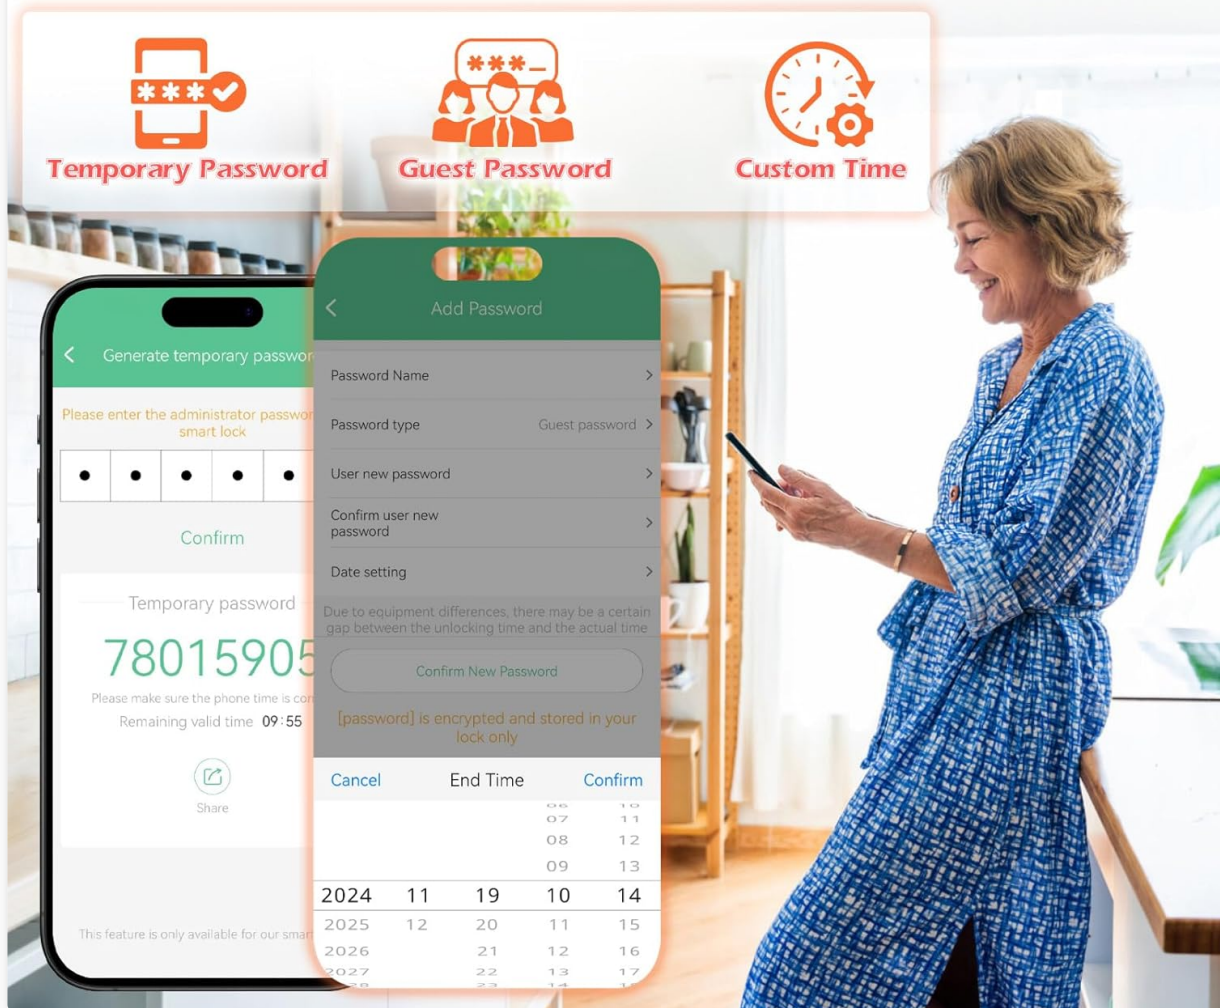 ***
***_
Temporary Password
Guest Password
Custom Time
Generate temporary
Please enter the administrator
smart lock
Confirm
Temporary password
78015905
Please make sure the phone time is
Remaining valid time 09:55
Share
This feature is only available for our
Add Password
Password Name
Password type Guest password
User new password
Confirm user new
password
Date setting
Due to equipment differences, there may be a certain
gap between the unlocking time and the actual time
Confirm New Password
[password] is encrypted and stored in your
lock only
Cancel End Time Confirm
06 10
07 11
08 12
09 13
2024 11 19 10 14
2025 12 20 11 15
2026 21 12 16
2027 22 13 17
23 14